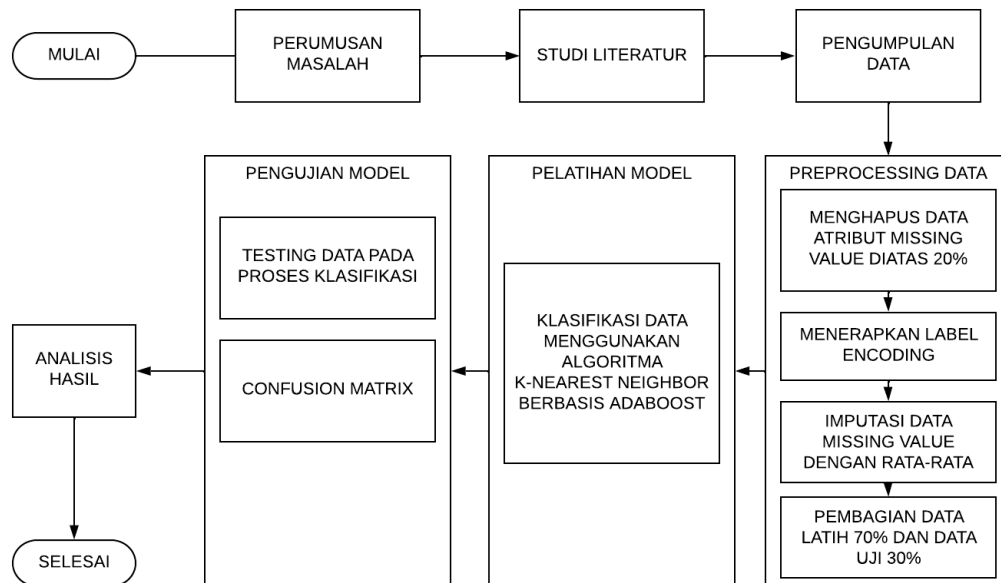 MULAI
PERUMUSAN
MASALAH
STUDI LITERATUR
PENGUMPULAN
DATA
PREPROCESSING DATA
MENGHAPUS DATA
ATRIBUT MISSING
VALUE DIATAS 20%
MENERAPKAN LABEL
ENCODING
IMPUTASI DATA
MISSING VALUE
DENGAN RATA-RATA
PEMBAGIAN DATA
LATIH 70% DAN DATA
UJI 30%
PELATIHAN MODEL
KLASIFIKASI DATA
MENGGUNAKAN
ALGORITMA
K-NEAREST NEIGHBOR
BERBASIS ADABOOST
PENGUJIAN MODEL
TESTING DATA PADA
PROSES KLASIFIKASI
CONFUSION MATRIX
ANALISIS
HASIL
SELESAI